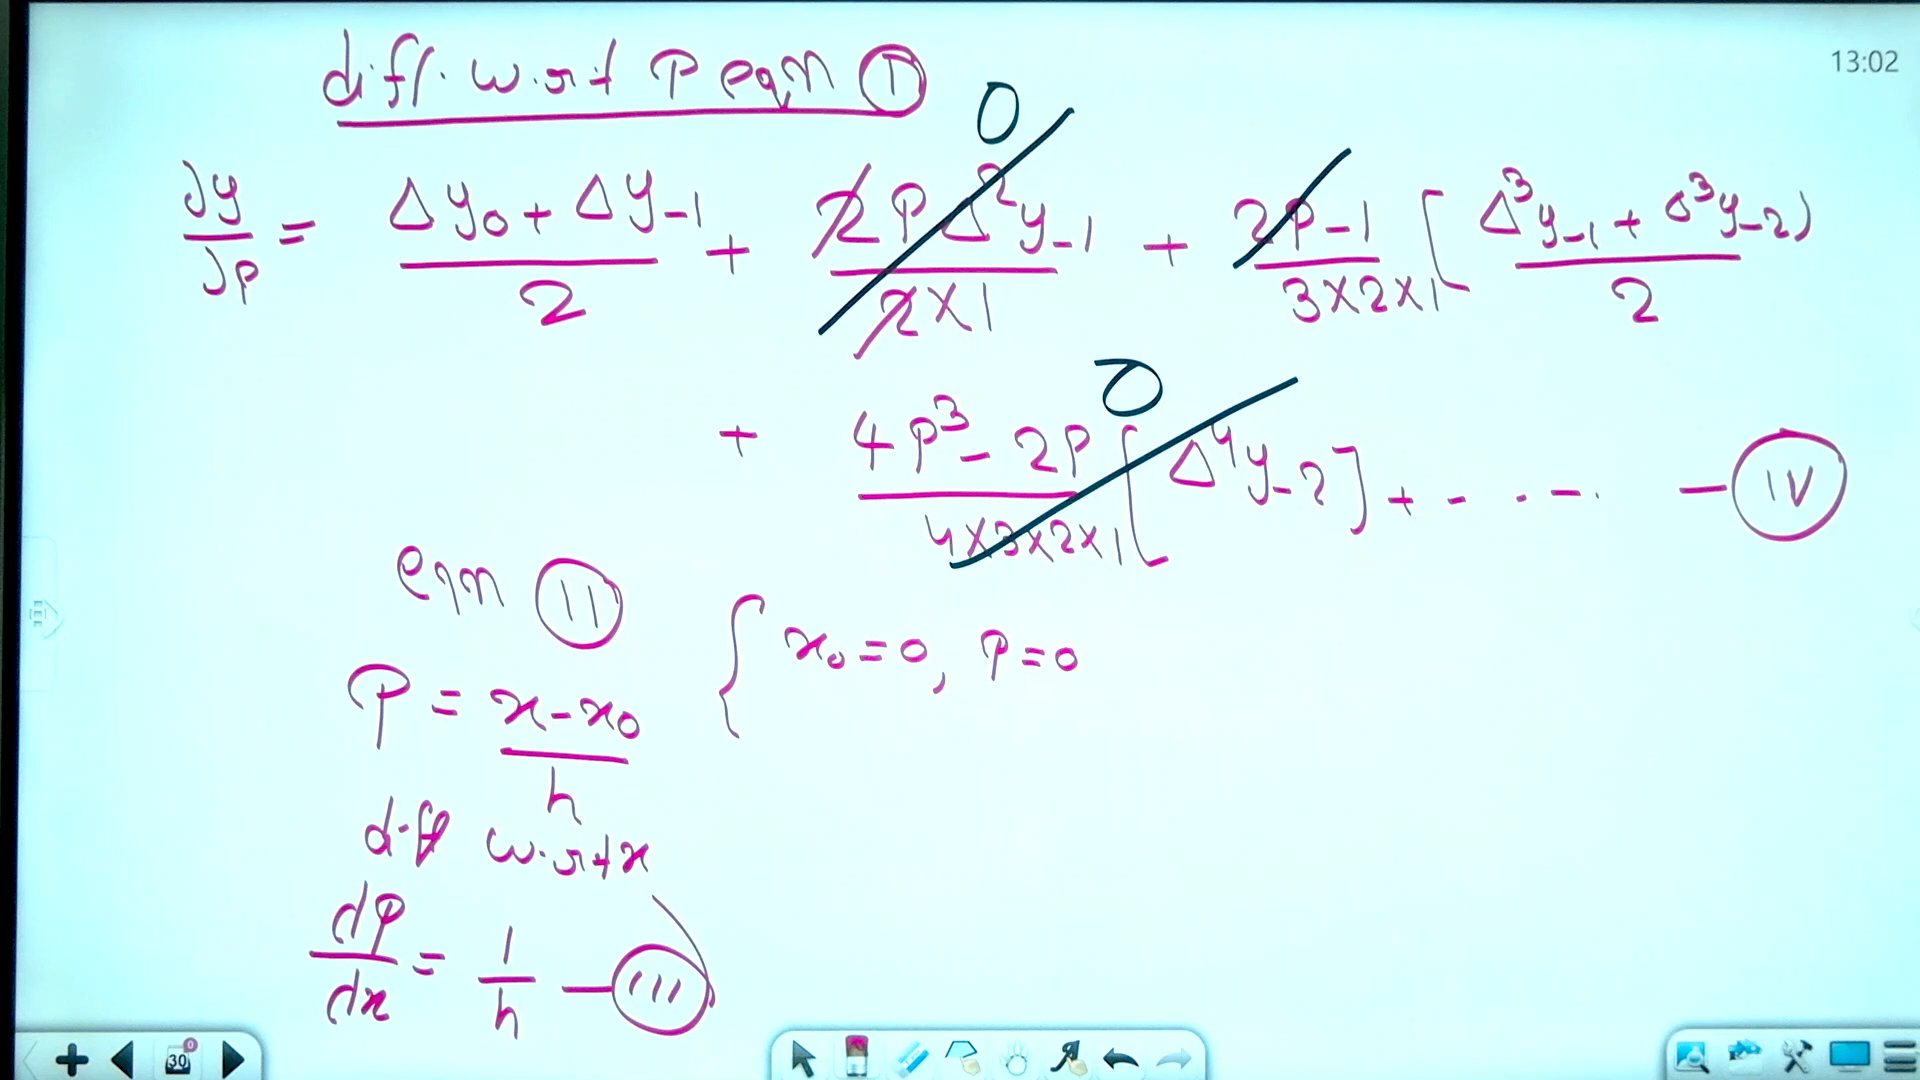 13:02
diff. w.r.t P eqn (I)
∂y/∂p = (Δy₀ + Δy₋₁)/2 + 2PΔ²y₋₁/(2×1) 0 + (2P-1)/(3×2×1) [(Δ³y₋₁ + Δ³y₋₂)/2
+ (4P³ - 2P)/(4×3×2×1) [Δ⁴y₋₂] 0 + - . - . - (IV)
eqn (II)
{ x₀ = 0, P = 0
P = (x - x₀)/h
diff w.r.t x
dP/dx = 1/h - (III)
30
0